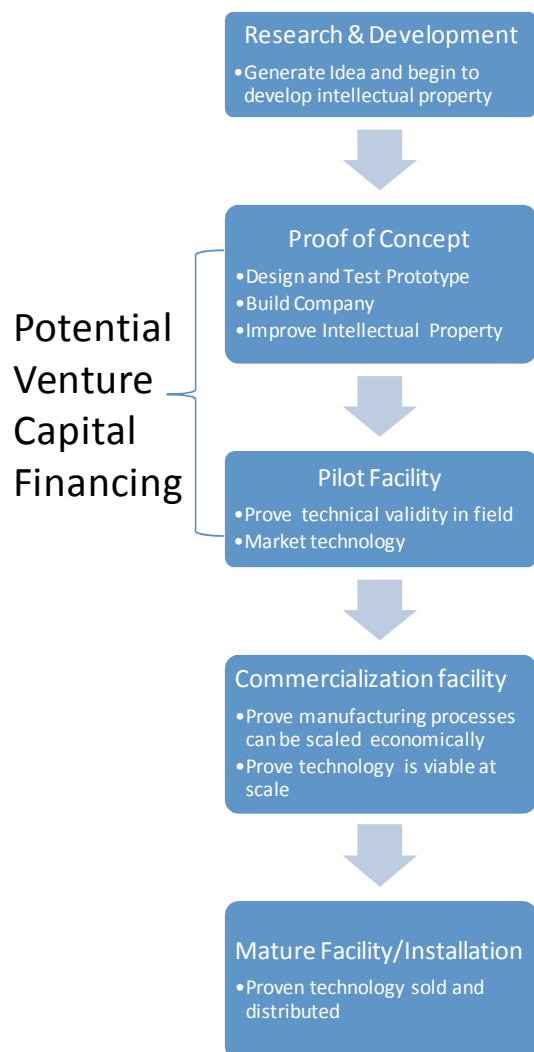 Research & Development
•Generate Idea and begin to
develop intellectual property
Proof of Concept
•Design and Test Prototype
•Build Company
•Improve Intellectual Property
Potential
Venture
Capital
Financing
Pilot Facility
•Prove technical validity in field
•Market technology
Commercialization facility
•Prove manufacturing processes
can be scaled economically
•Prove technology is viable at
scale
Mature Facility/Installation
•Proven technology sold and
distributed